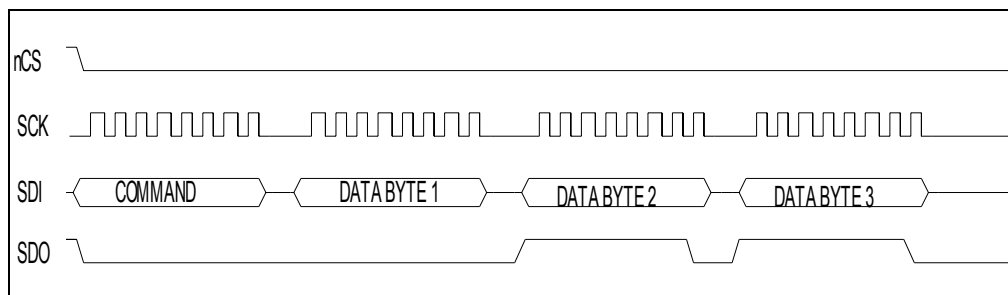 nCS
SCK
SDI COMMAND DATA BYTE 1 DATA BYTE 2 DATA BYTE 3
SDO